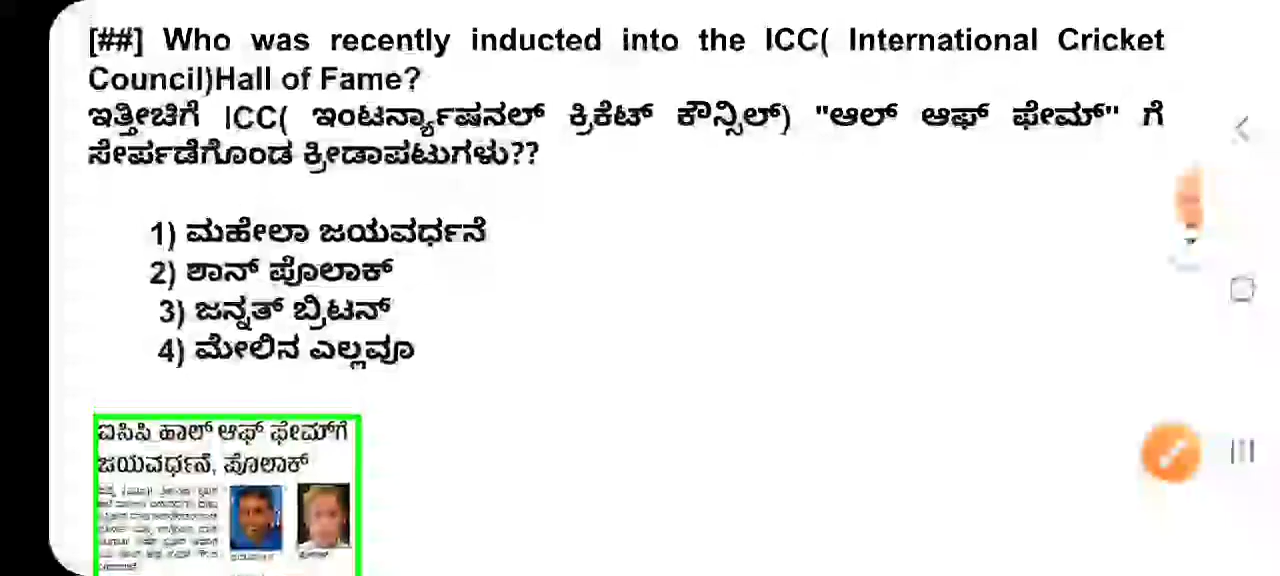 [##] Who was recently inducted into the ICC( International Cricket
Council)Hall of Fame?
ಇತ್ತೀಚಿಗೆ ICC( ಇಂಟರ್ನ್ಯಾಷನಲ್ ಕ್ರಿಕೆಟ್ ಕೌನ್ಸಿಲ್) "ಆಲ್ ಆಫ್ ಫೇಮ್" ಗೆ
ಸೇರ್ಪಡೆಗೊಂಡ ಕ್ರೀಡಾಪಟುಗಳು??
1) ಮಹೇಲಾ ಜಯವರ್ಧನೆ
2) ಶಾನ್ ಪೊಲಾಕ್
3) ಜನ್ನತ್ ಬ್ರಿಟನ್
4) ಮೇಲಿನ ಎಲ್ಲವೂ
ಐಸಿಸಿ ಹಾಲ್ ಆಫ್ ಫೇಮ್‌ಗೆ
ಜಯವರ್ಧನೆ, ಪೊಲಾಕ್